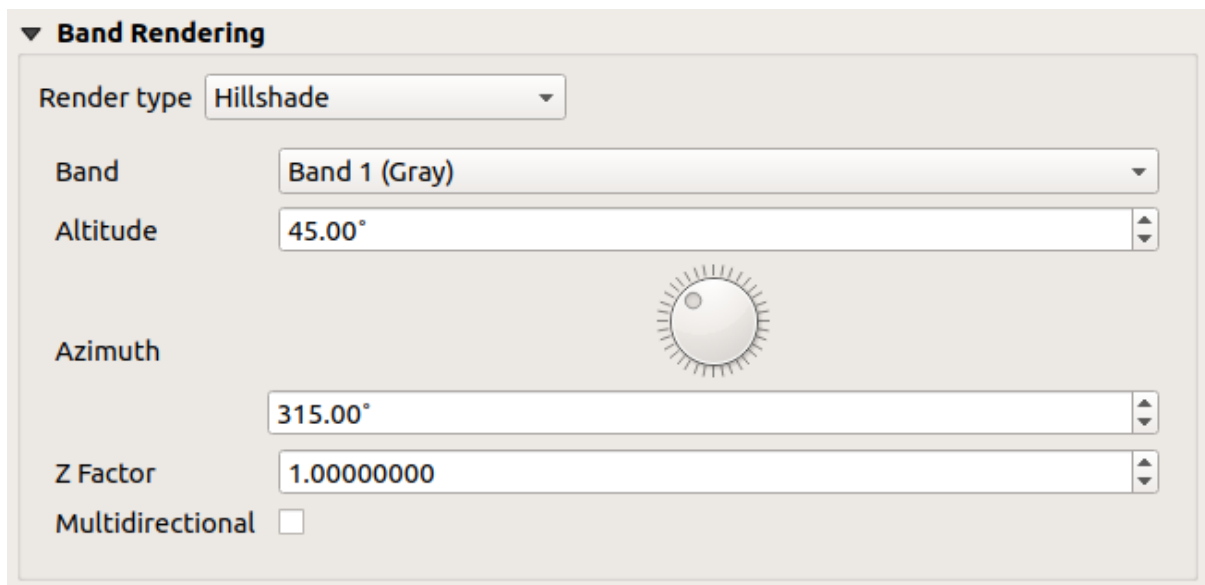 Band Rendering
Render type Hillshade
Band Band 1 (Gray)
Altitude 45.00°
Azimuth
315.00°
Z Factor 1.00000000
Multidirectional